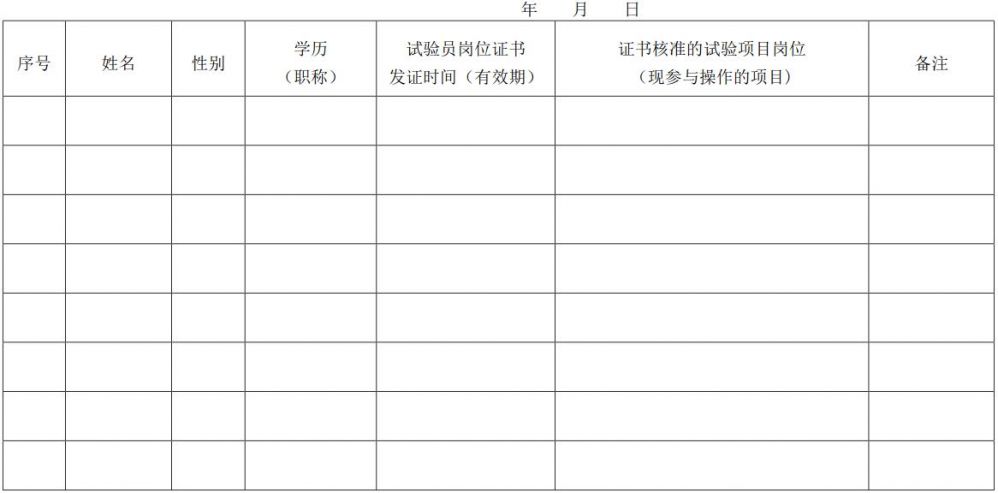 年 月 日
序号
姓名
性别
学历
（职称）
试验员岗位证书
发证时间（有效期）
证书核准的试验项目岗位
（现参与操作的项目）
备注